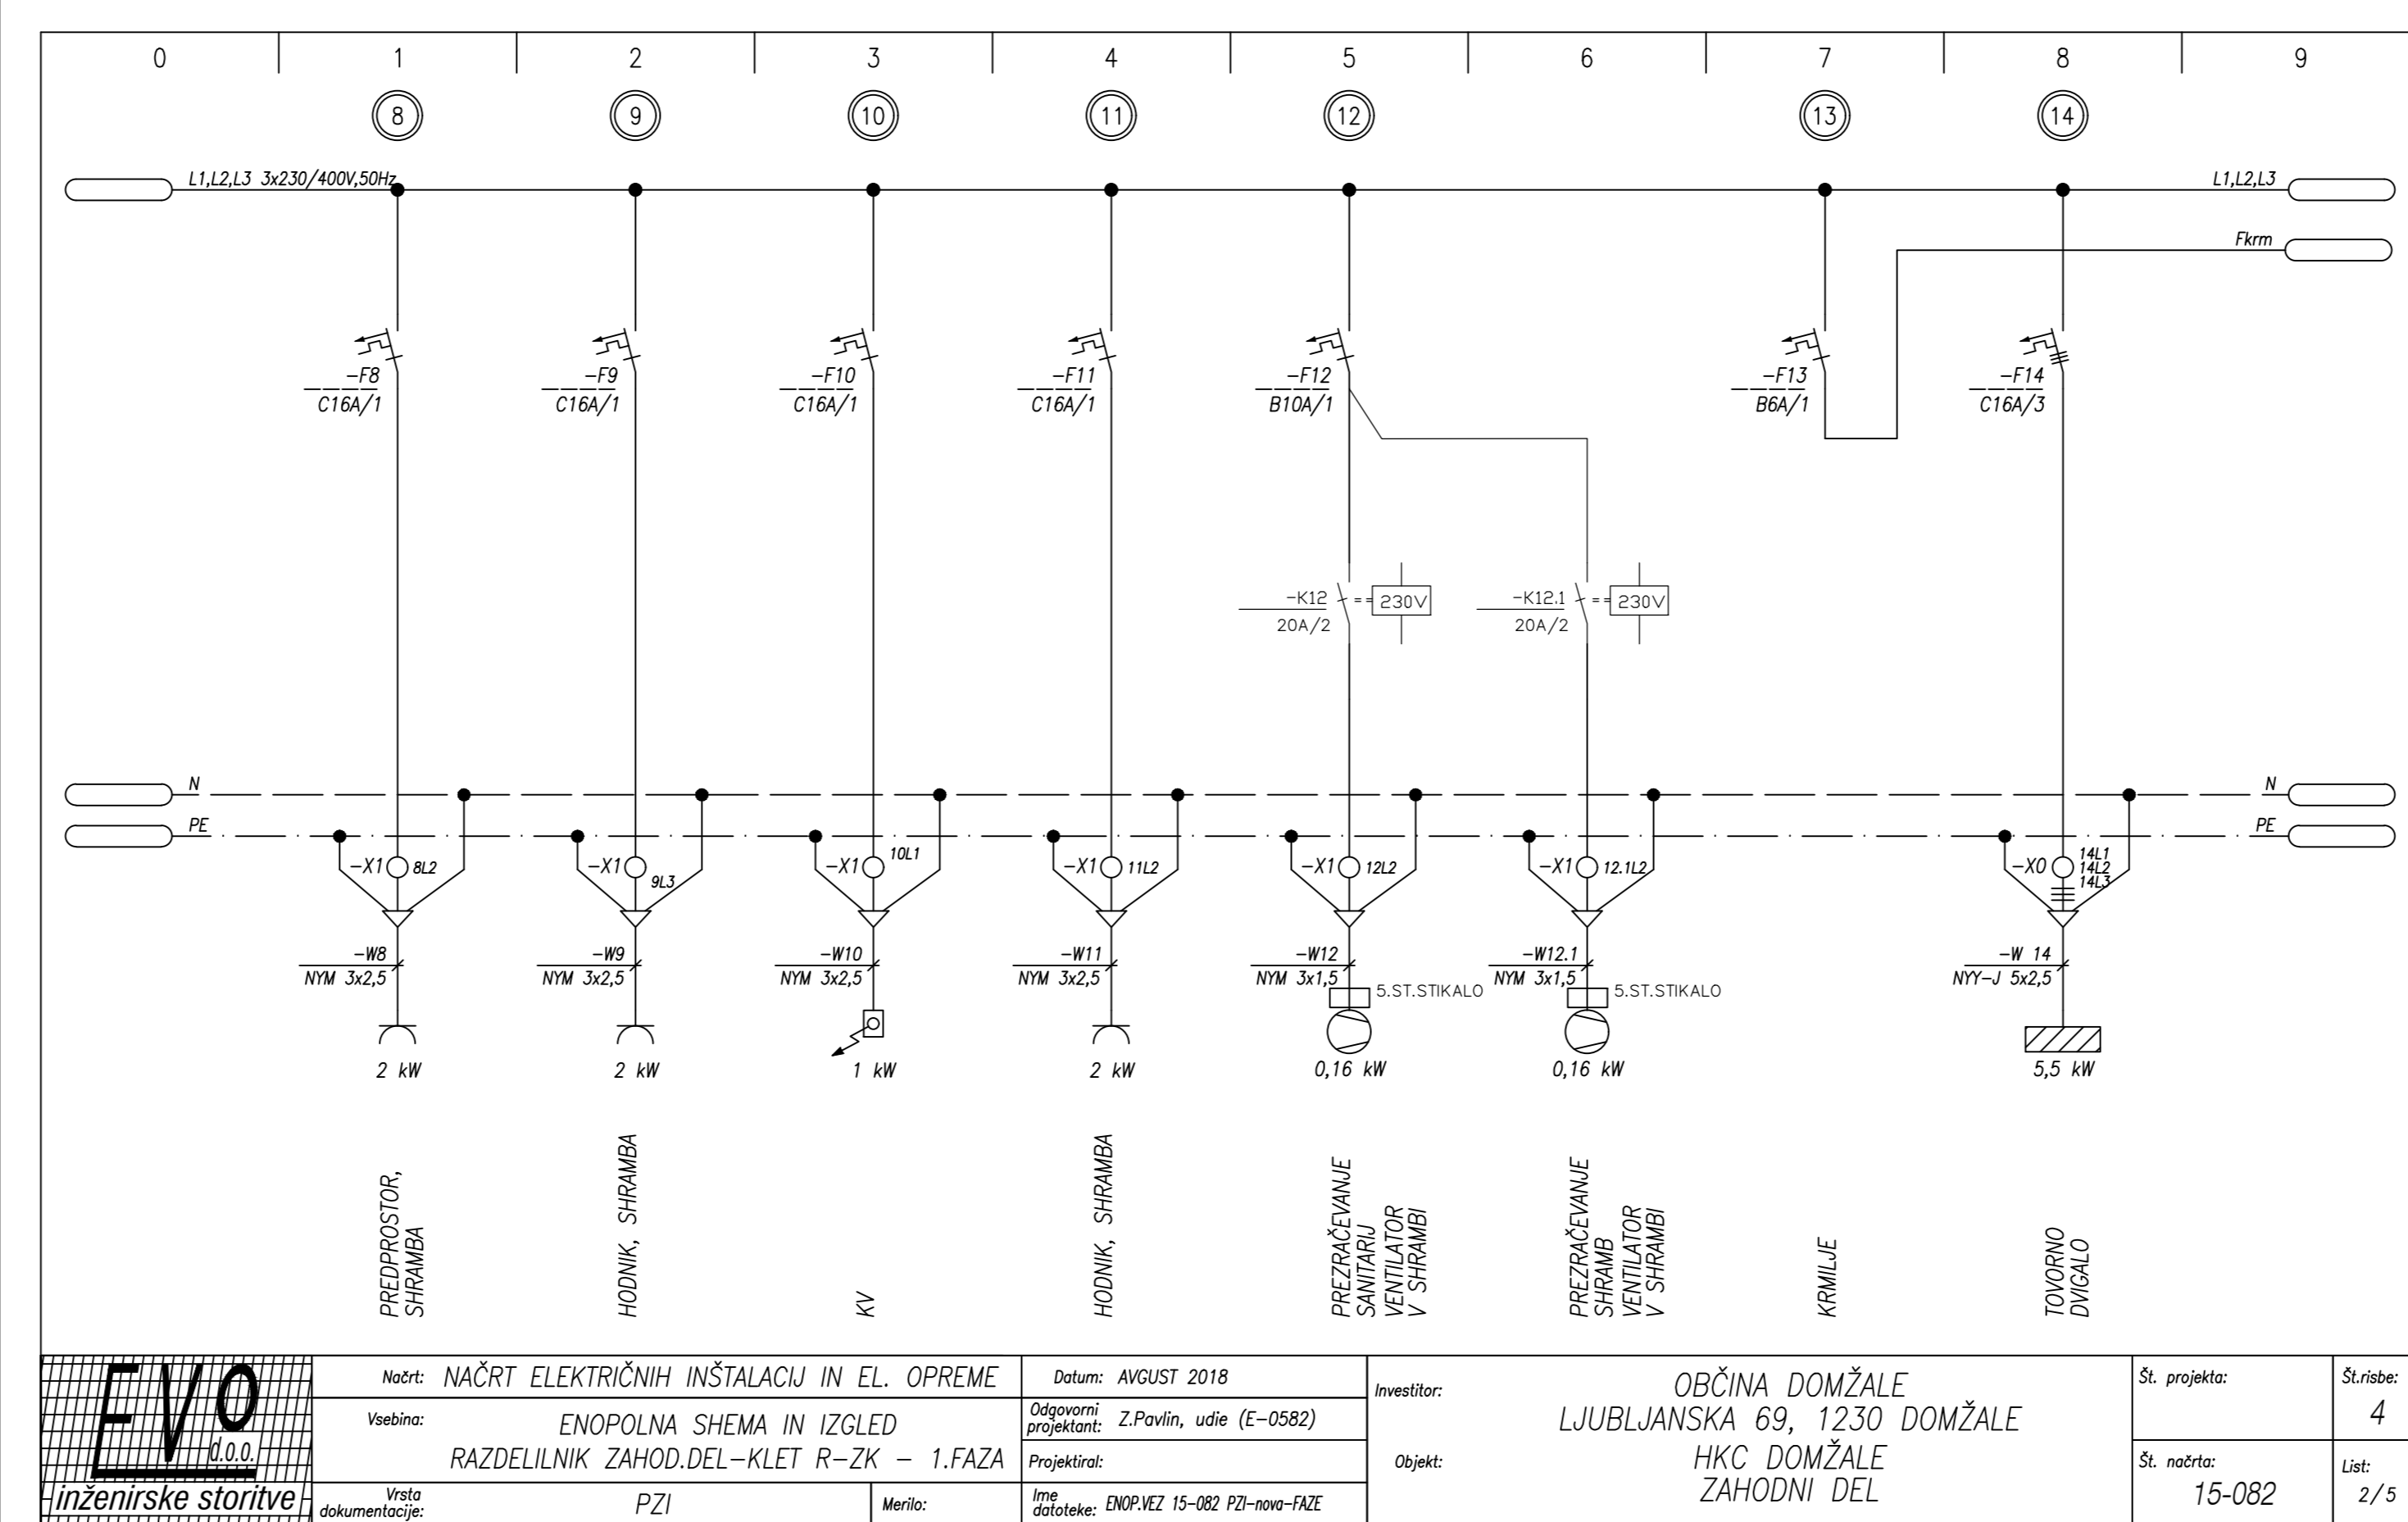 0 1 2 3 4 5 6 7 8 9
8 9 10 11 12 13 14
L1,L2,L3 3x230/400V,50Hz
L1,L2,L3
Fkrm
-F8
C16A/1
-F9
C16A/1
-F10
C16A/1
-F11
C16A/1
-F12
B10A/1
-F13
B6A/1
-F14
C16A/3
-K12
20A/2
230V
-K12.1
20A/2
230V
N
N
PE
PE
-X1 8L2
-X1 9L3
-X1 10L1
-X1 11L2
-X1 12L2
-X1 12.1L2
-X0 14L1
14L2
14L3
-W8
NYM 3x2,5
-W9
NYM 3x2,5
-W10
NYM 3x2,5
-W11
NYM 3x2,5
-W12
NYM 3x1,5
5.ST.STIKALO
-W12.1
NYM 3x1,5
5.ST.STIKALO
-W 14
NYY-J 5x2,5
2 kW
2 kW
1 kW
2 kW
0,16 kW
0,16 kW
5,5 kW
PREDPROSTOR,
SHRAMBA
HODNIK, SHRAMBA
KV
HODNIK, SHRAMBA
PREZRAČEVANJE
SANITARIJ
VENTILATOR
V SHRAMBI
PREZRAČEVANJE
SHRAMB
VENTILATOR
V SHRAMBI
KRMILJE
TOVORNO
DVIGALO
EVO
d.o.o.
inženirske storitve
Načrt: NAČRT ELEKTRIČNIH INŠTALACIJ IN EL. OPREME
Vsebina: ENOPOLNA SHEMA IN IZGLED
RAZDELILNIK ZAHOD.DEL-KLET R-ZK - 1.FAZA
Vrsta
dokumentacije: PZI
Merilo:
Datum: AVGUST 2018
Odgovorni
projektant: Z.Pavlin, udie (E-0582)
Projektiral:
Ime
datoteke: ENOP.VEZ 15-082 PZI-nova-FAZE
Investitor: OBČINA DOMŽALE
LJUBLJANSKA 69, 1230 DOMŽALE
Objekt: HKC DOMŽALE
ZAHODNI DEL
Št. projekta:
Št. načrta:
15-082
Št.risbe:
4
List:
2/5